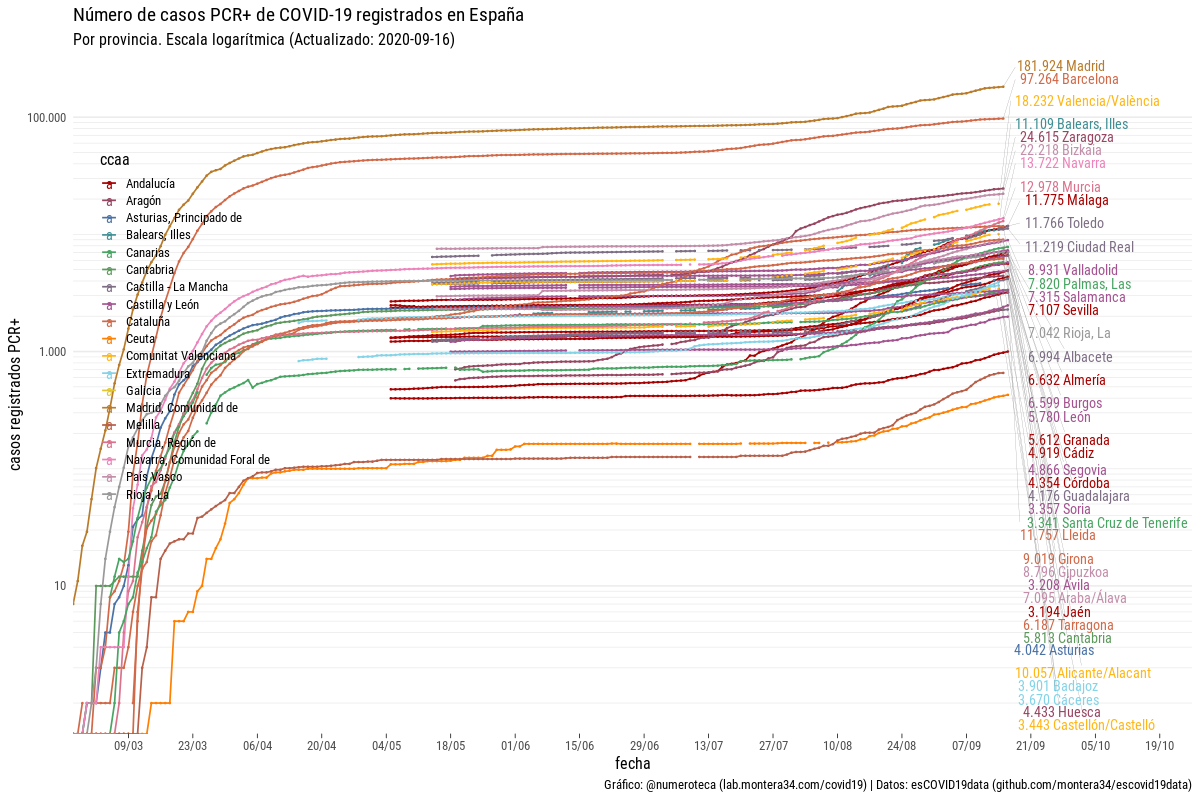 Número de casos PCR+ de COVID-19 registrados en España
Por provincia. Escala logarítmica (Actualizado: 2020-09-16)
casos registrados PCR+
100.000
1.000
10
ccaa
a Andalucía
a Aragón
a Asturias, Principado de
a Balears, Illes
a Canarias
a Cantabria
a Castilla - La Mancha
a Castilla y León
a Cataluña
a Ceuta
a Comunitat Valenciana
a Extremadura
a Galicia
a Madrid, Comunidad de
a Melilla
a Murcia, Región de
a Navarra, Comunidad Foral de
a País Vasco
a Rioja, La
181.924 Madrid
97.264 Barcelona
18.232 Valencia/València
11.109 Balears, Illes
24.615 Zaragoza
22.218 Bizkaia
13.722 Navarra
12.978 Murcia
11.775 Málaga
11.766 Toledo
11.219 Ciudad Real
8.931 Valladolid
7.820 Palmas, Las
7.315 Salamanca
7.107 Sevilla
7.042 Rioja, La
6.994 Albacete
6.632 Almería
6.599 Burgos
5.780 León
5.612 Granada
4.919 Cádiz
4.866 Segovia
4.354 Córdoba
4.176 Guadalajara
3.357 Soria
3.341 Santa Cruz de Tenerife
11.757 Lleida
9.019 Girona
8.796 Gipuzkoa
3.208 Ávila
7.095 Araba/Álava
3.194 Jaén
6.187 Tarragona
5.813 Cantabria
4.042 Asturias
10.057 Alicante/Alacant
3.901 Badajoz
3.670 Cáceres
4.433 Huesca
3.443 Castellón/Castelló
09/03 23/03 06/04 20/04 04/05 18/05 01/06 15/06 29/06 13/07 27/07 10/08 24/08 07/09 21/09 05/10 19/10
fecha
Gráfico: @numeroteca (lab.montera34.com/covid19) | Datos: esCOVID19data (github.com/montera34/escovid19data)